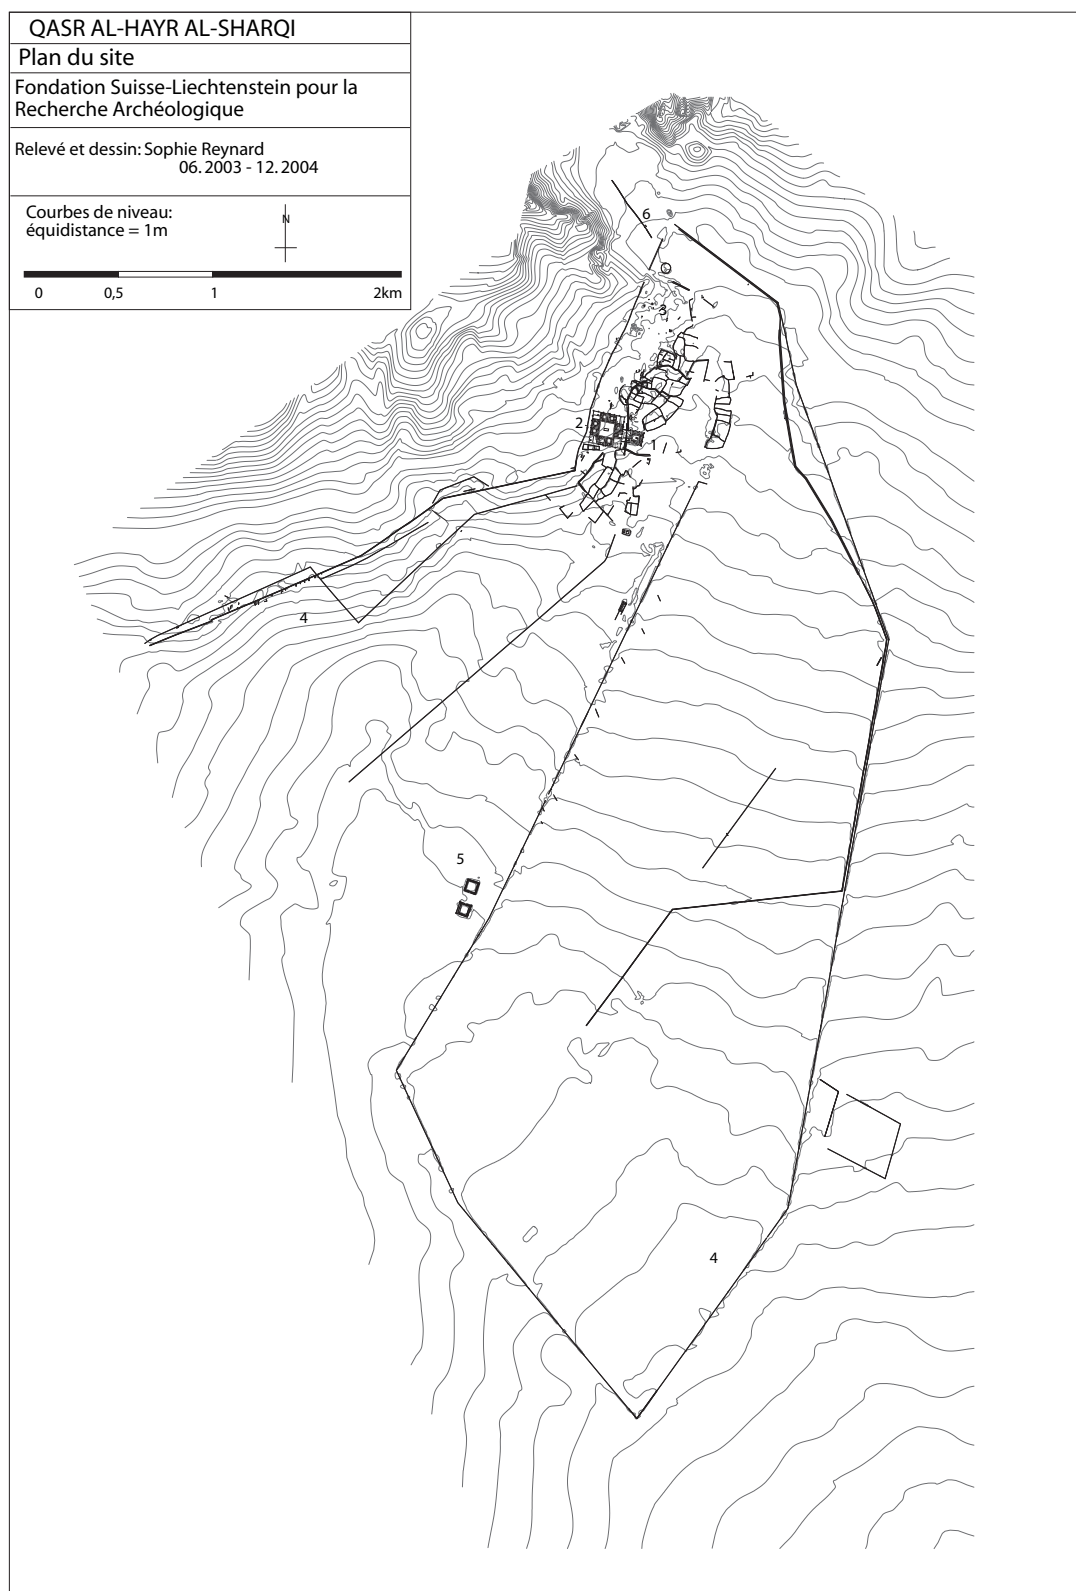 QASR AL-HAYR AL-SHARQI
Plan du site
Fondation Suisse-Liechtenstein pour la
Recherche Archéologique
Relevé et dessin: Sophie Reynard
06.2003 - 12.2004
Courbes de niveau:
équidistance = 1m
N
0 0,5 1 2km
6
3
2
1
4
5
4